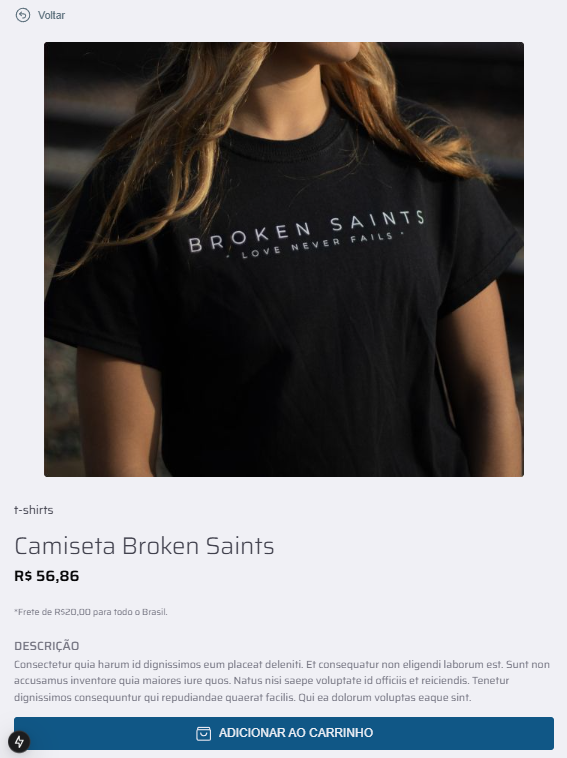 Voltar
BROKEN SAINTS
LOVE NEVER FAILS
t-shirts
Camiseta Broken Saints
R$ 56,86
*Frete de R$20,00 para todo o Brasil.
DESCRIÇÃO
Consectetur quia harum id dignissimos eum placeat deleniti. Et consequatur non eligendi laborum est. Sunt non
accusamus inventore quia maiores iure quos. Natus nisi saepe voluptate id officiis et reiciendis. Tenetur
dignissimos consequuntur qui repudiandae quaerat facilis. Qui ea dolorum voluptas eaque sint.
ADICIONAR AO CARRINHO